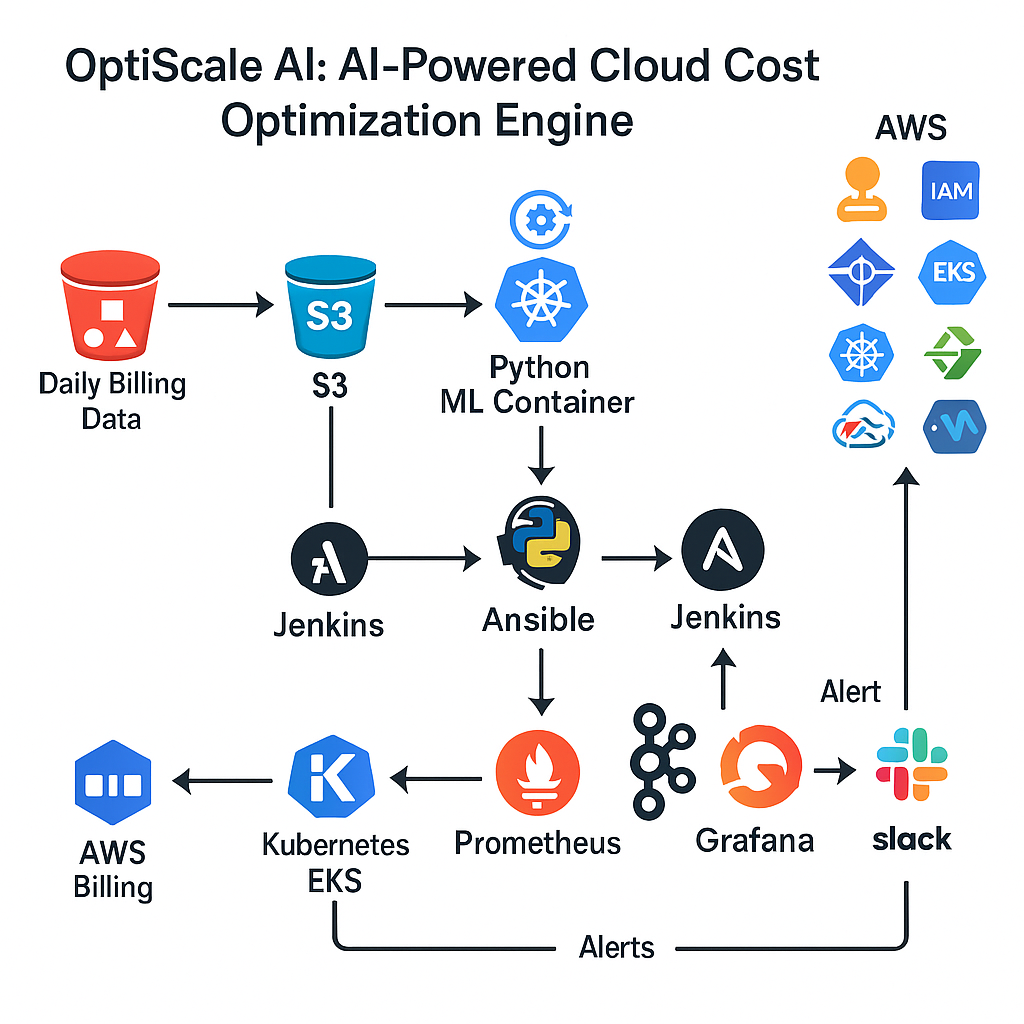 OptiScale AI: AI-Powered Cloud Cost
Optimization Engine
AWS
IAM
EKS
S3
Daily Billing
Data
S3
Python
ML Container
Jenkins
Ansible
Jenkins
Alert
K
AWS
Billing
Kubernetes
EKS
Prometheus
Grafana
slack
Alerts